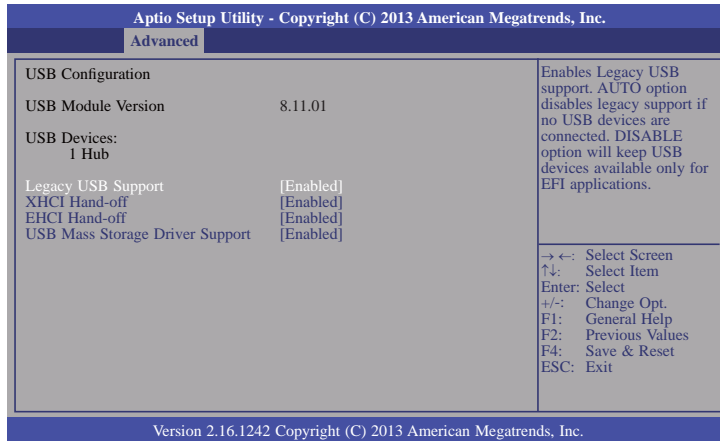 Aptio Setup Utility - Copyright (C) 2013 American Megatrends, Inc.
Advanced
USB Configuration
USB Module Version 8.11.01
USB Devices:
1 Hub
Legacy USB Support [Enabled]
XHCI Hand-off [Enabled]
EHCI Hand-off [Enabled]
USB Mass Storage Driver Support [Enabled]
Enables Legacy USB
support. AUTO option
disables legacy support if
no USB devices are
connected. DISABLE
option will keep USB
devices available only for
EFI applications.
→ ←: Select Screen
↑↓: Select Item
Enter: Select
+/-: Change Opt.
F1: General Help
F2: Previous Values
F4: Save & Reset
ESC: Exit
Version 2.16.1242 Copyright (C) 2013 American Megatrends, Inc.